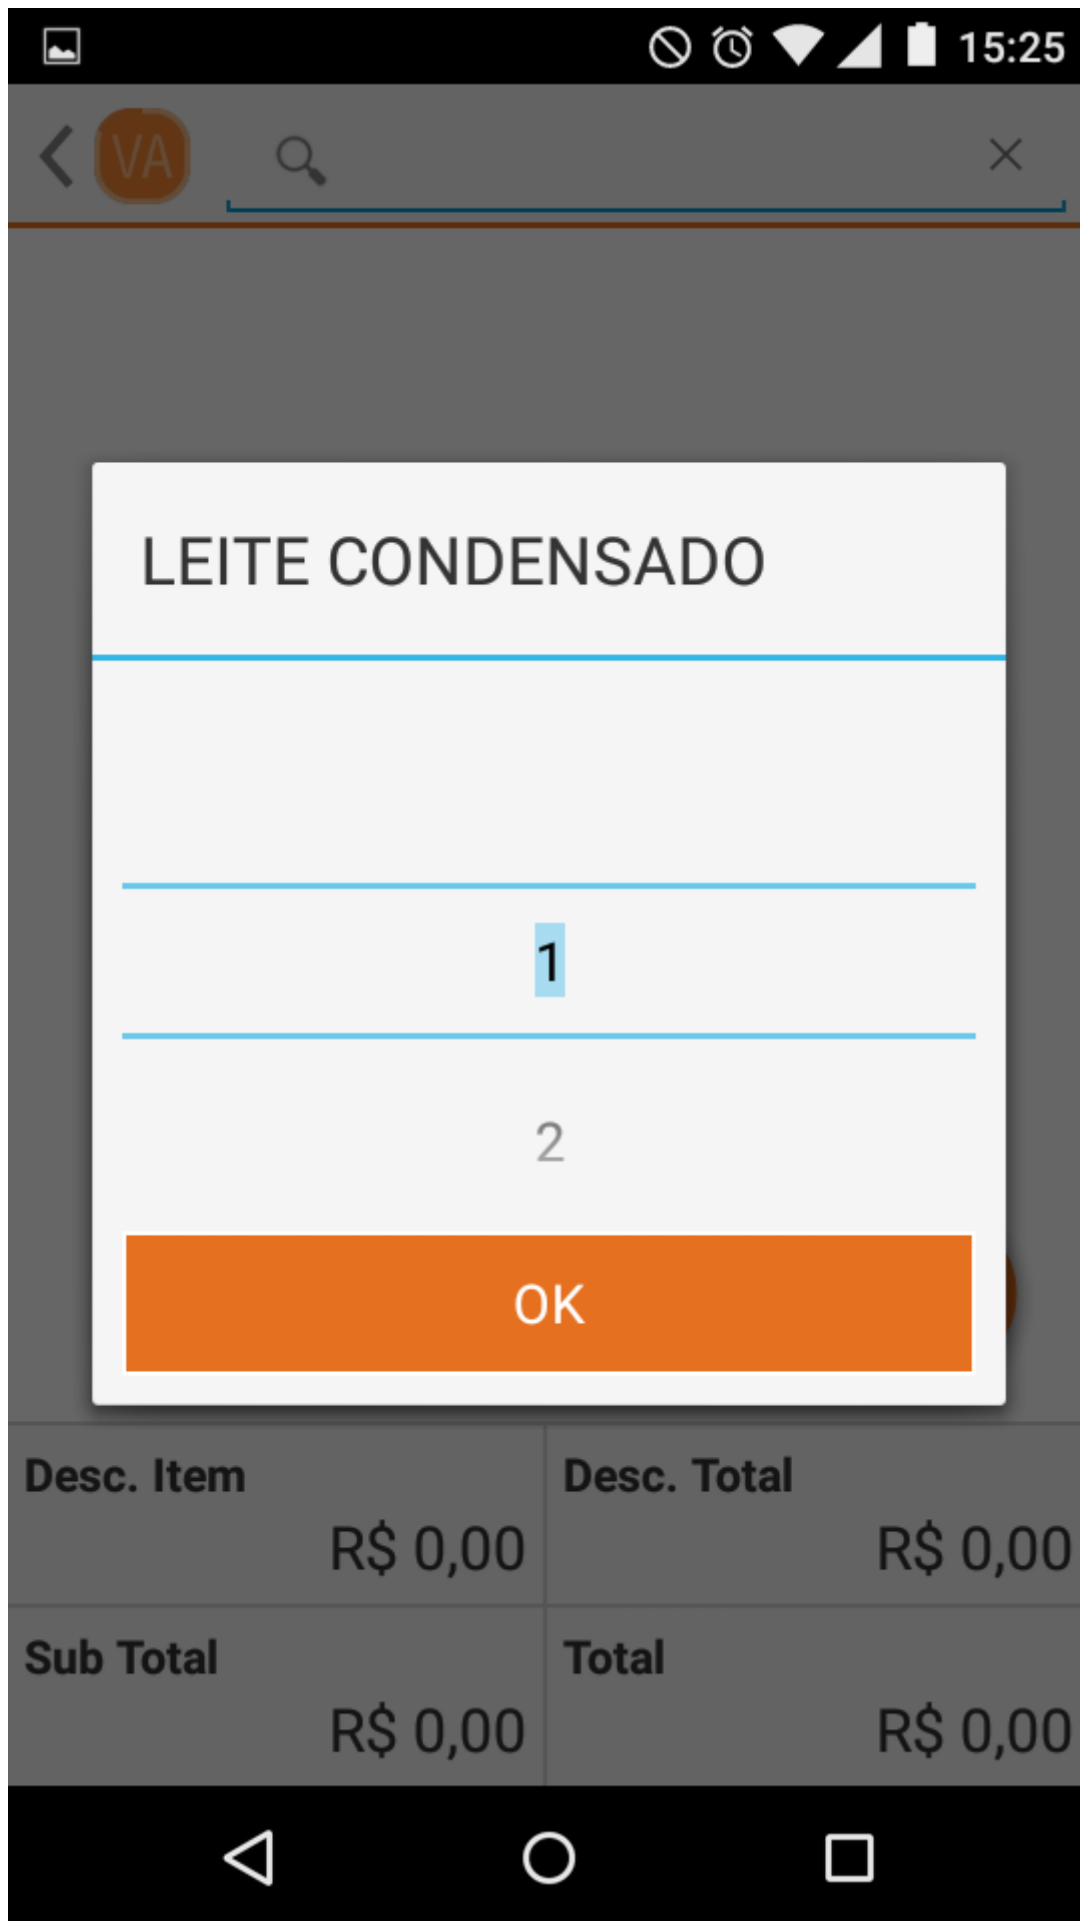 15:25
VA
LEITE CONDENSADO
1
2
OK
Desc. Item
R$ 0,00
Desc. Total
R$ 0,00
Sub Total
R$ 0,00
Total
R$ 0,00